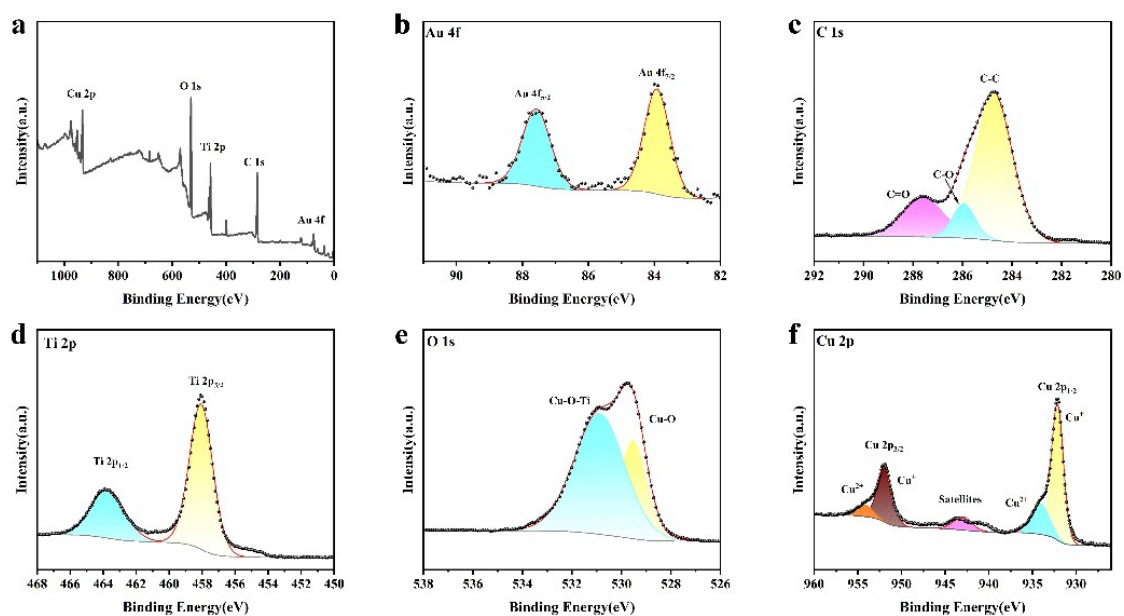 a
Cu 2p
O 1s
Ti 2p
C 1s
Au 4f
Intensity(a.u.)
1000 800 600 400 200 0
Binding Energy(eV)
b
Au 4f
Au 4f5/2
Au 4f7/2
Intensity(a.u.)
90 88 86 84 82
Binding Energy(eV)
c
C 1s
C-C
C-O
C=O
Intensity(a.u.)
292 290 288 286 284 282 280
Binding Energy(eV)
d
Ti 2p
Ti 2p3/2
Ti 2p1/2
Intensity(a.u.)
468 466 464 462 460 458 456 454 452 450
Binding Energy(eV)
e
O 1s
Cu-O-Ti
Cu-O
Intensity(a.u.)
538 536 534 532 530 528 526
Binding Energy(eV)
f
Cu 2p
Cu 2p1/2
Cu+
Cu 2p3/2
Cu2+
Cu+
Satellites
Cu2+
Intensity(a.u.)
960 955 950 945 940 935 930
Binding Energy(eV)